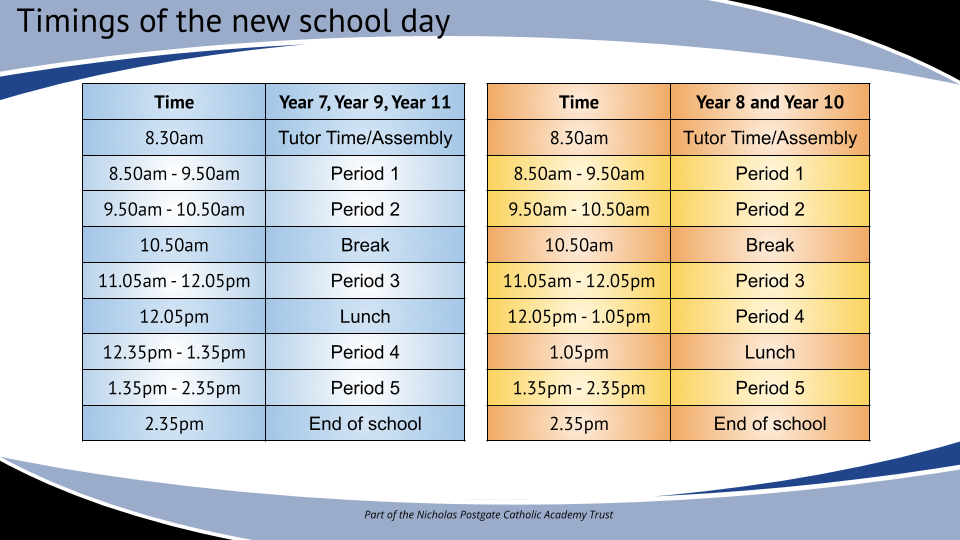 Timings of the new school day
Time Year 7, Year 9, Year 11
8.30am Tutor Time/Assembly
8.50am - 9.50am Period 1
9.50am - 10.50am Period 2
10.50am Break
11.05am - 12.05pm Period 3
12.05pm Lunch
12.35pm - 1.35pm Period 4
1.35pm - 2.35pm Period 5
2.35pm End of school
Time Year 8 and Year 10
8.30am Tutor Time/Assembly
8.50am - 9.50am Period 1
9.50am - 10.50am Period 2
10.50am Break
11.05am - 12.05pm Period 3
12.05pm - 1.05pm Period 4
1.05pm Lunch
1.35pm - 2.35pm Period 5
2.35pm End of school
Part of the Nicholas Postgate Catholic Academy Trust